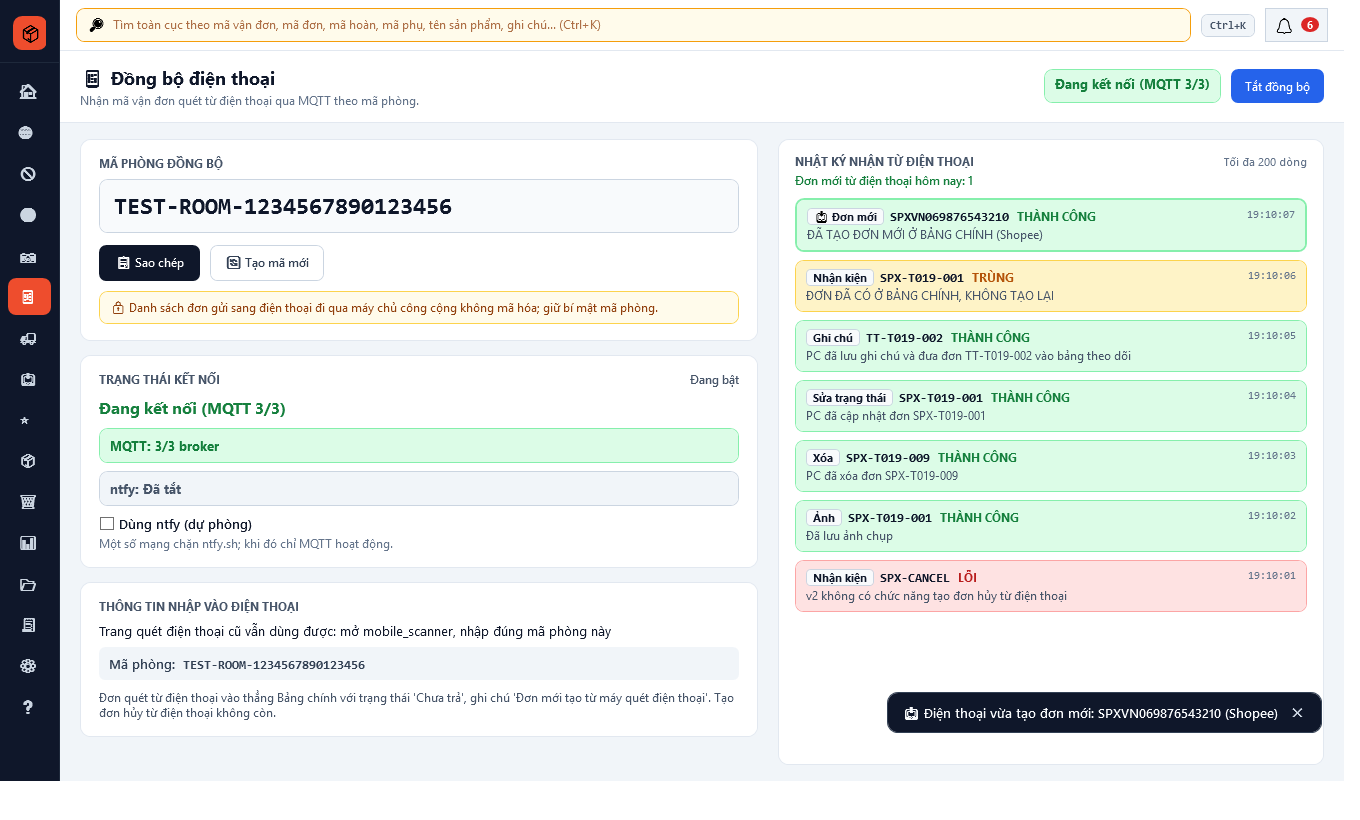 Tìm toàn cục theo mã vận đơn, mã đơn, mã hoàn, mã phụ, tên sản phẩm, ghi chú... (Ctrl+K)
Ctrl+K
6
Đồng bộ điện thoại
Nhận mã vận đơn quét từ điện thoại qua MQTT theo mã phòng.
Đang kết nối (MQTT 3/3)
Tắt đồng bộ
MÃ PHÒNG ĐỒNG BỘ
TEST-ROOM-1234567890123456
Sao chép
Tạo mã mới
Danh sách đơn gửi sang điện thoại đi qua máy chủ công cộng không mã hóa; giữ bí mật mã phòng.
TRẠNG THÁI KẾT NỐI
Đang bật
Đang kết nối (MQTT 3/3)
MQTT: 3/3 broker
ntfy: Đã tắt
Dùng ntfy (dự phòng)
Một số mạng chặn ntfy.sh; khi đó chỉ MQTT hoạt động.
THÔNG TIN NHẬP VÀO ĐIỆN THOẠI
Trang quét điện thoại cũ vẫn dùng được: mở mobile_scanner, nhập đúng mã phòng này
Mã phòng: TEST-ROOM-1234567890123456
Đơn quét từ điện thoại vào thẳng Bảng chính với trạng thái 'Chưa trả', ghi chú 'Đơn mới tạo từ máy quét điện thoại'. Tạo
đơn hủy từ điện thoại không còn.
NHẬT KÝ NHẬN TỪ ĐIỆN THOẠI
Tối đa 200 dòng
Đơn mới từ điện thoại hôm nay: 1
Đơn mới SPXVN069876543210 THÀNH CÔNG 19:10:07
ĐÃ TẠO ĐƠN MỚI Ở BẢNG CHÍNH (Shopee)
Nhận kiện SPX-T019-001 TRÙNG 19:10:06
ĐƠN ĐÃ CÓ Ở BẢNG CHÍNH, KHÔNG TẠO LẠI
Ghi chú TT-T019-002 THÀNH CÔNG 19:10:05
PC đã lưu ghi chú và đưa đơn TT-T019-002 vào bảng theo dõi
Sửa trạng thái SPX-T019-001 THÀNH CÔNG 19:10:04
PC đã cập nhật đơn SPX-T019-001
Xóa SPX-T019-009 THÀNH CÔNG 19:10:03
PC đã xóa đơn SPX-T019-009
Ảnh SPX-T019-001 THÀNH CÔNG 19:10:02
Đã lưu ảnh chụp
Nhận kiện SPX-CANCEL LỖI 19:10:01
v2 không có chức năng tạo đơn hủy từ điện thoại
Điện thoại vừa tạo đơn mới: SPXVN069876543210 (Shopee)